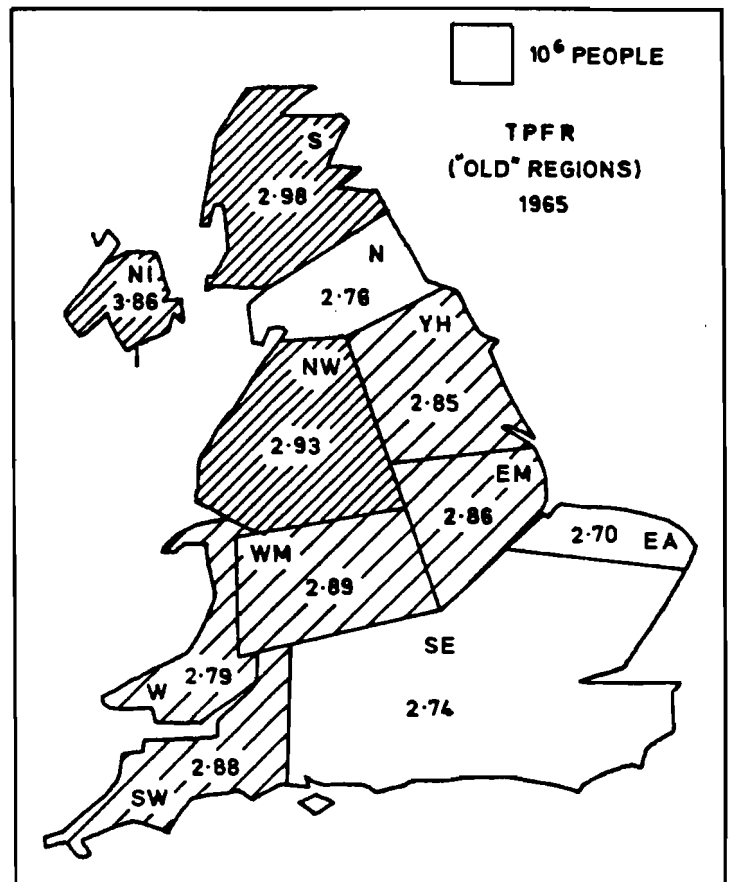 10⁶ PEOPLE
TPFR
("OLD" REGIONS)
1965
S
2·98
N
2·76
NI
3·86
YH
2·85
NW
2·93
EM
2·86
2·70 EA
WM
2·89
SE
2·74
W
2·79
2·88
SW